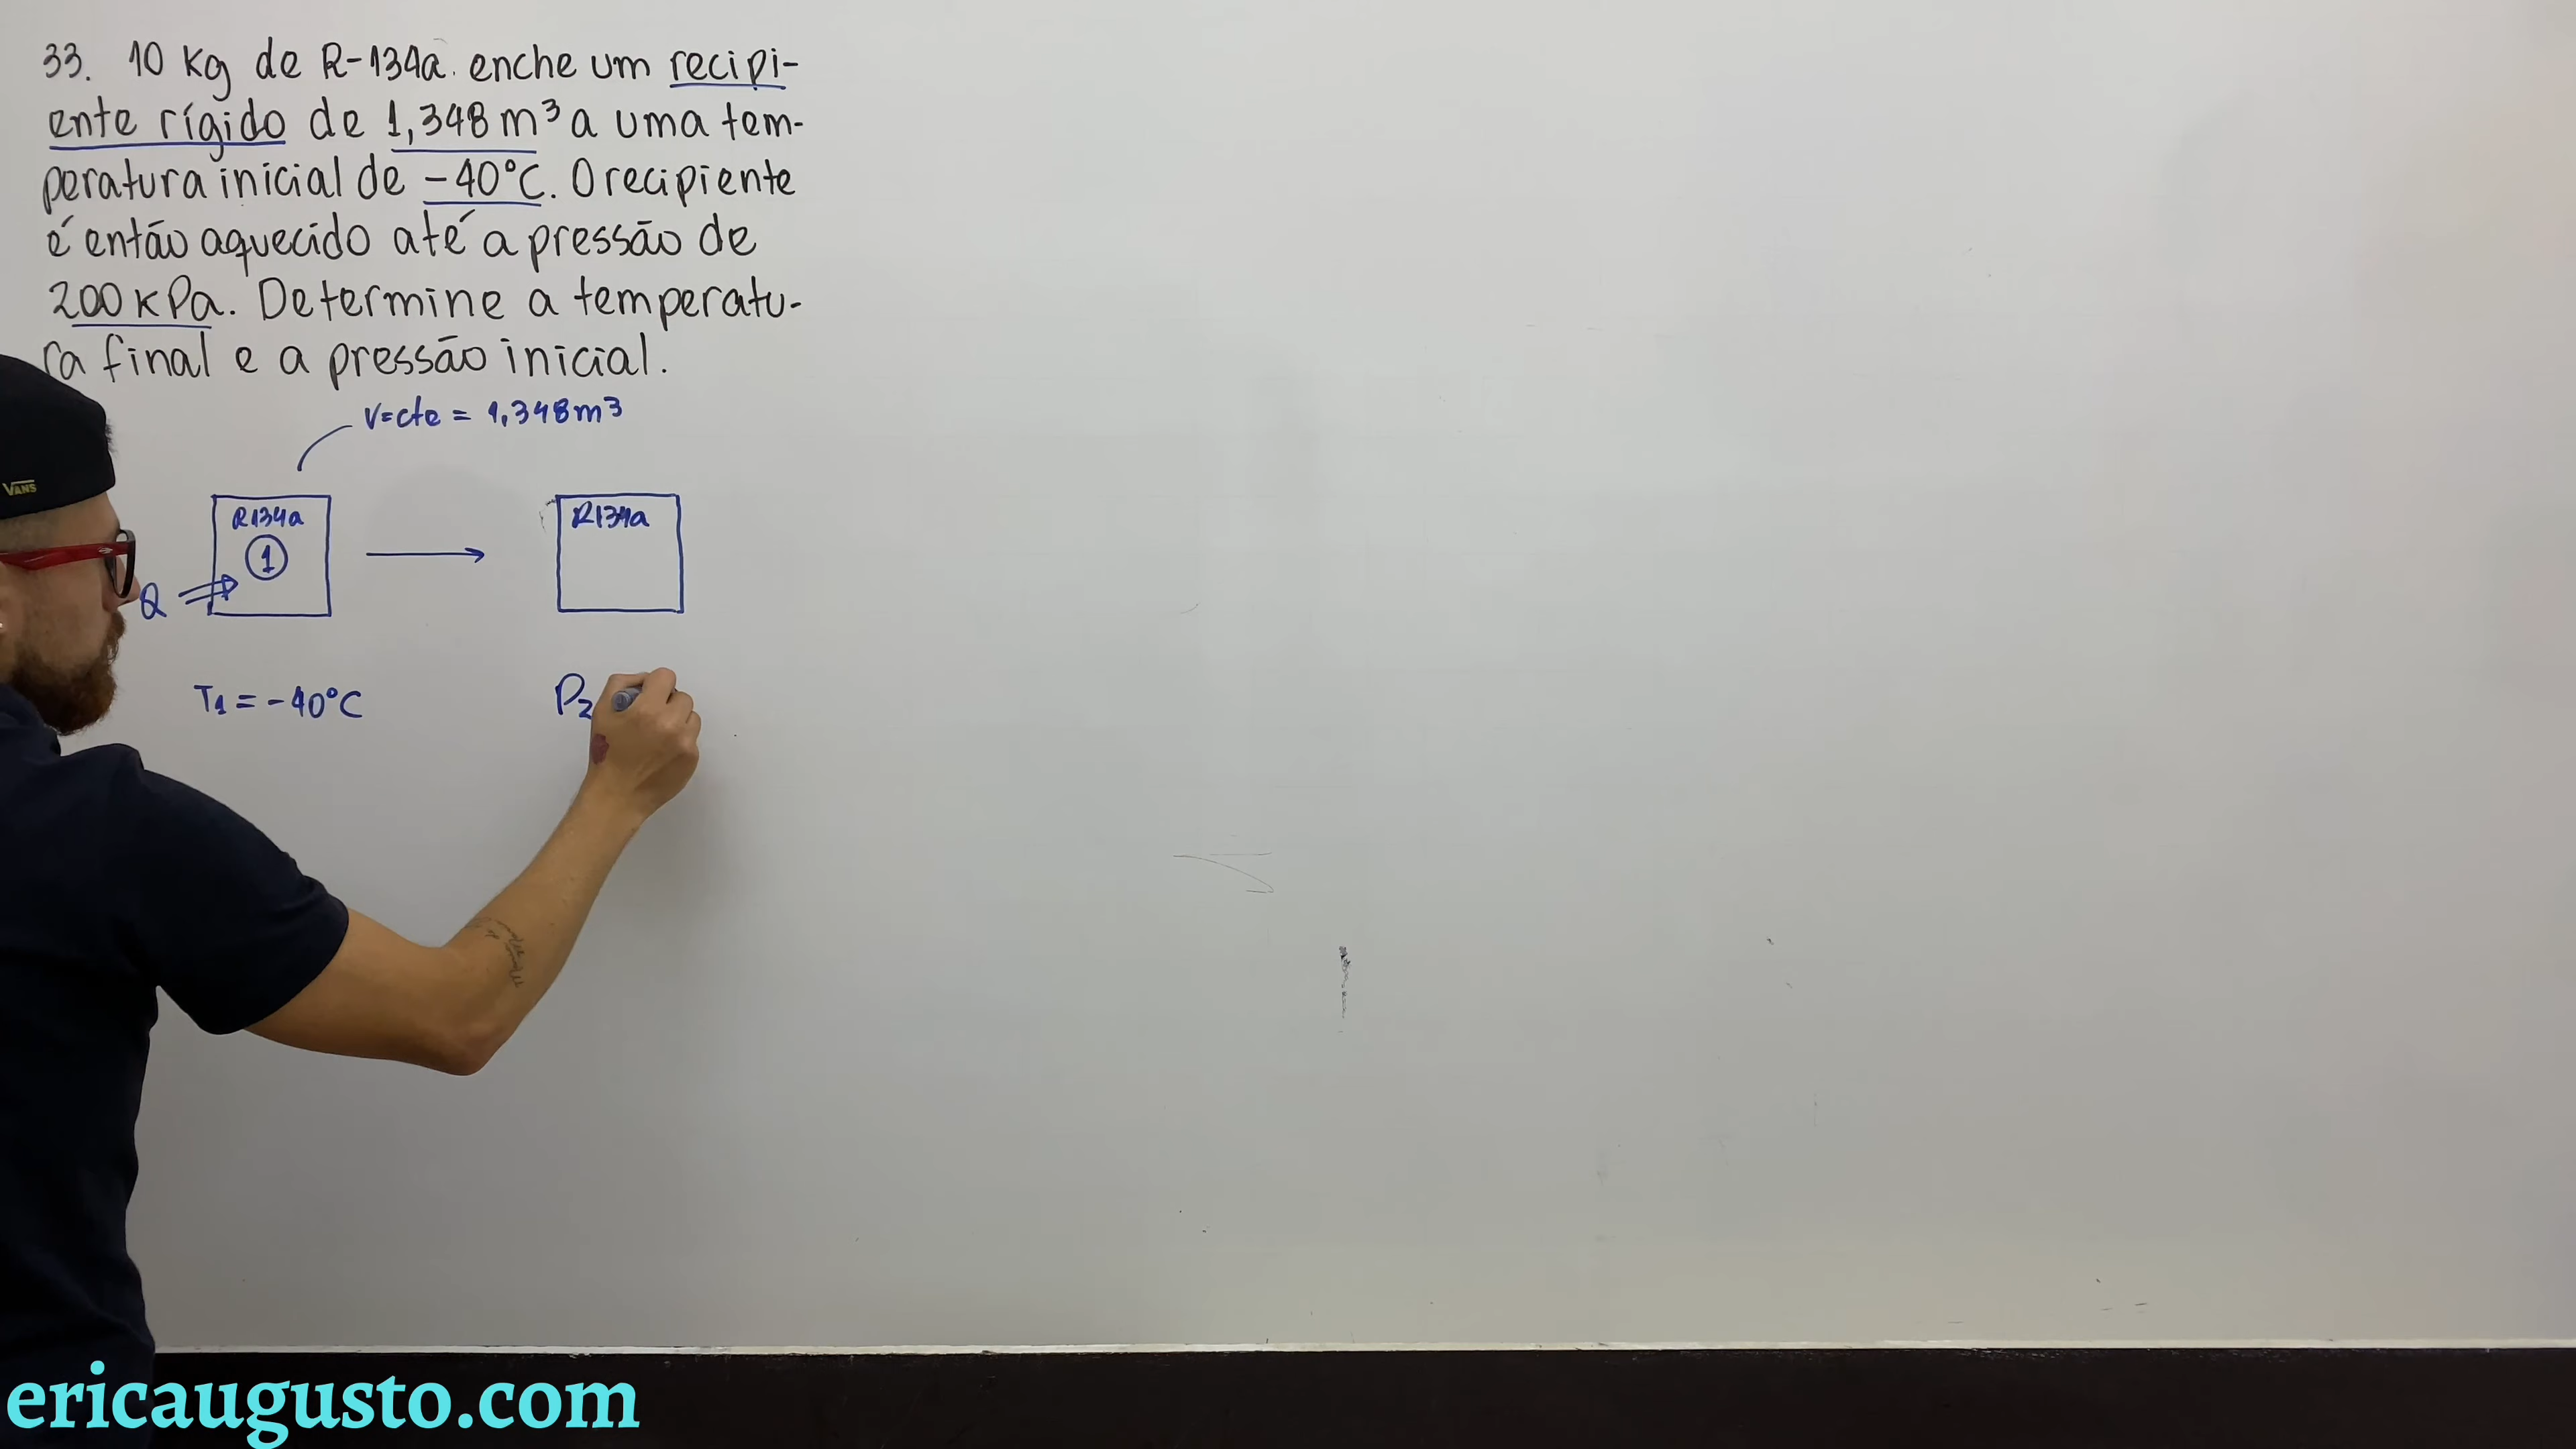 33. 10 Kg de R-134a enche um recipi-
ente rígido de 1,348 m³ a uma tem-
peratura inicial de -40°C. O recipiente
é então aquecido até a pressão de
200 kPa. Determine a temperatu-
ra final e a pressão inicial.
V=cte = 1,348m³
VANS
R134a
R134a
1
Q
T1 = -40°C
P2
ericaugusto.com